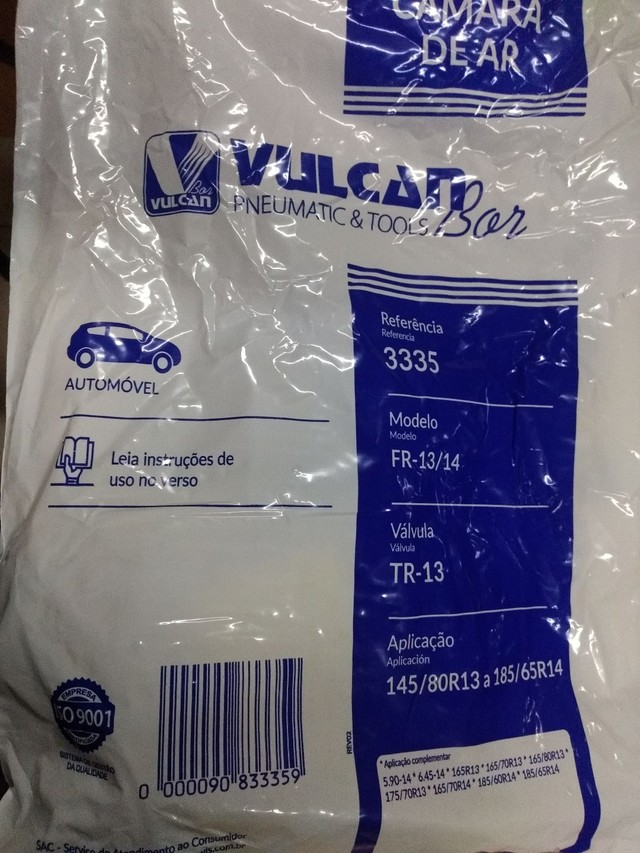 CÂMARA
DE AR
Bor
VULCAN
VULCAN
PNEUMATIC & TOOLS Bor
AUTOMÓVEL
Leia instruções de
uso no verso
Referência
Referencia
3335
Modelo
Modelo
FR-13/14
Válvula
Válvula
TR-13
Aplicação
Aplicación
145/80R13 a 185/65R14
* Aplicação complementar
5.90-14 * 6.45-14 * 165R13 * 165/70R13 * 165/80R13 *
175/70R13 * 165/70R14 * 185/60R14 * 185/65R14
REV02
EMPRESA
ISO 9001
DA QUALIDADE
0 000090 833359
SAC - Serviço de Atendimento ao Consumidor